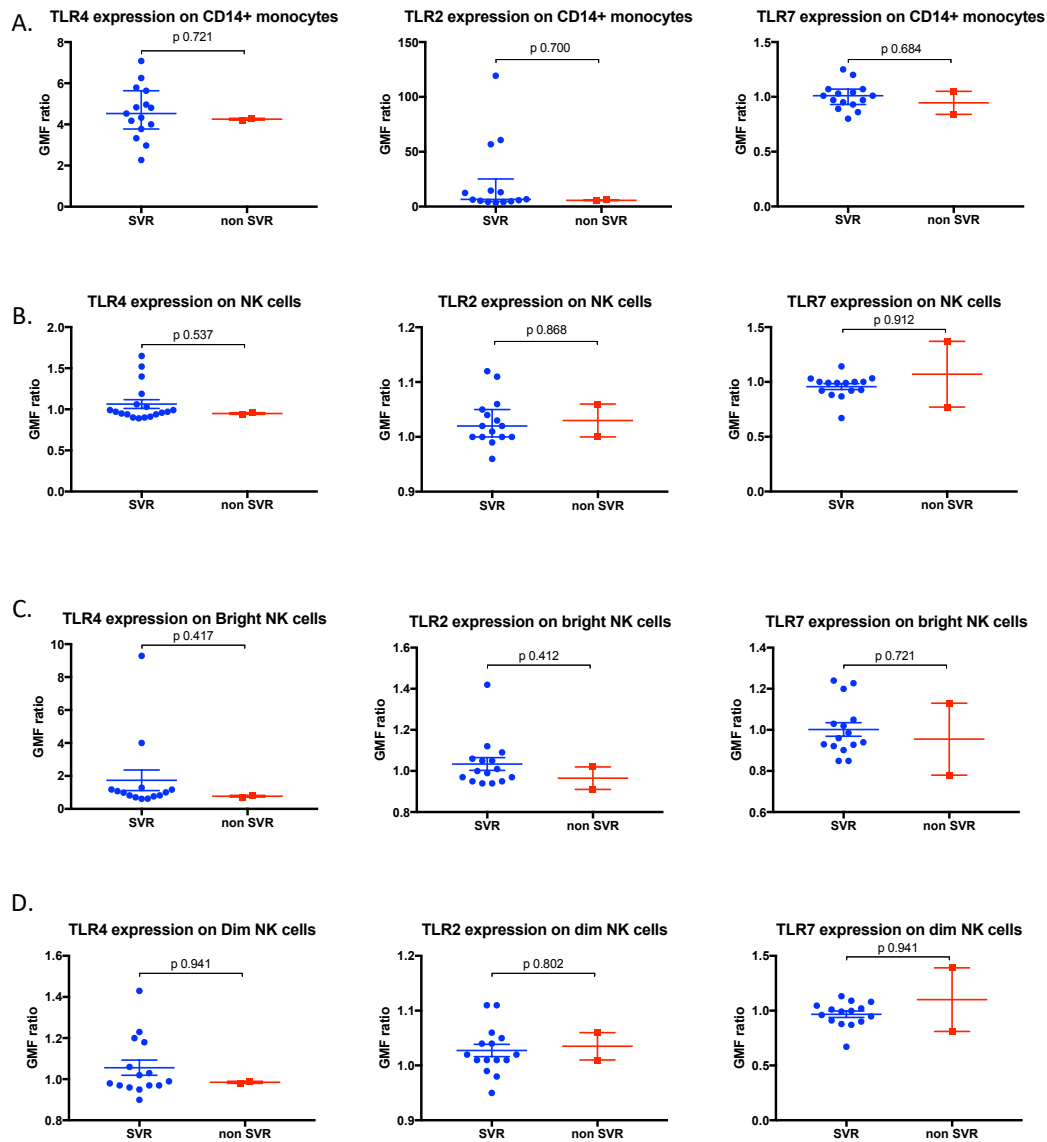 A.
TLR4 expression on CD14+ monocytes
p 0.721
GMF ratio
8
6
4
2
0
SVR
non SVR
TLR2 expression on CD14+ monocytes
p 0.700
GMF ratio
150
100
50
0
SVR
non SVR
TLR7 expression on CD14+ monocytes
p 0.684
GMF ratio
1.5
1.0
0.5
0.0
SVR
non SVR
B.
TLR4 expression on NK cells
p 0.537
GMF ratio
2.0
1.5
1.0
0.5
0.0
SVR
non SVR
TLR2 expression on NK cells
p 0.868
GMF ratio
1.2
1.1
1.0
0.9
SVR
non SVR
TLR7 expression on NK cells
p 0.912
GMF ratio
1.5
1.0
0.5
0.0
SVR
non SVR
C.
TLR4 expression on Bright NK cells
p 0.417
GMF ratio
10
8
6
4
2
0
SVR
non SVR
TLR2 expression on bright NK cells
p 0.412
GMF ratio
1.6
1.4
1.2
1.0
0.8
SVR
non SVR
TLR7 expression on bright NK cells
p 0.721
GMF ratio
1.4
1.2
1.0
0.8
0.6
SVR
non SVR
D.
TLR4 expression on Dim NK cells
p 0.941
GMF ratio
1.6
1.4
1.2
1.0
0.8
SVR
non SVR
TLR2 expression on dim NK cells
p 0.802
GMF ratio
1.2
1.1
1.0
0.9
SVR
non SVR
TLR7 expression on dim NK cells
p 0.941
GMF ratio
1.5
1.0
0.5
0.0
SVR
non SVR